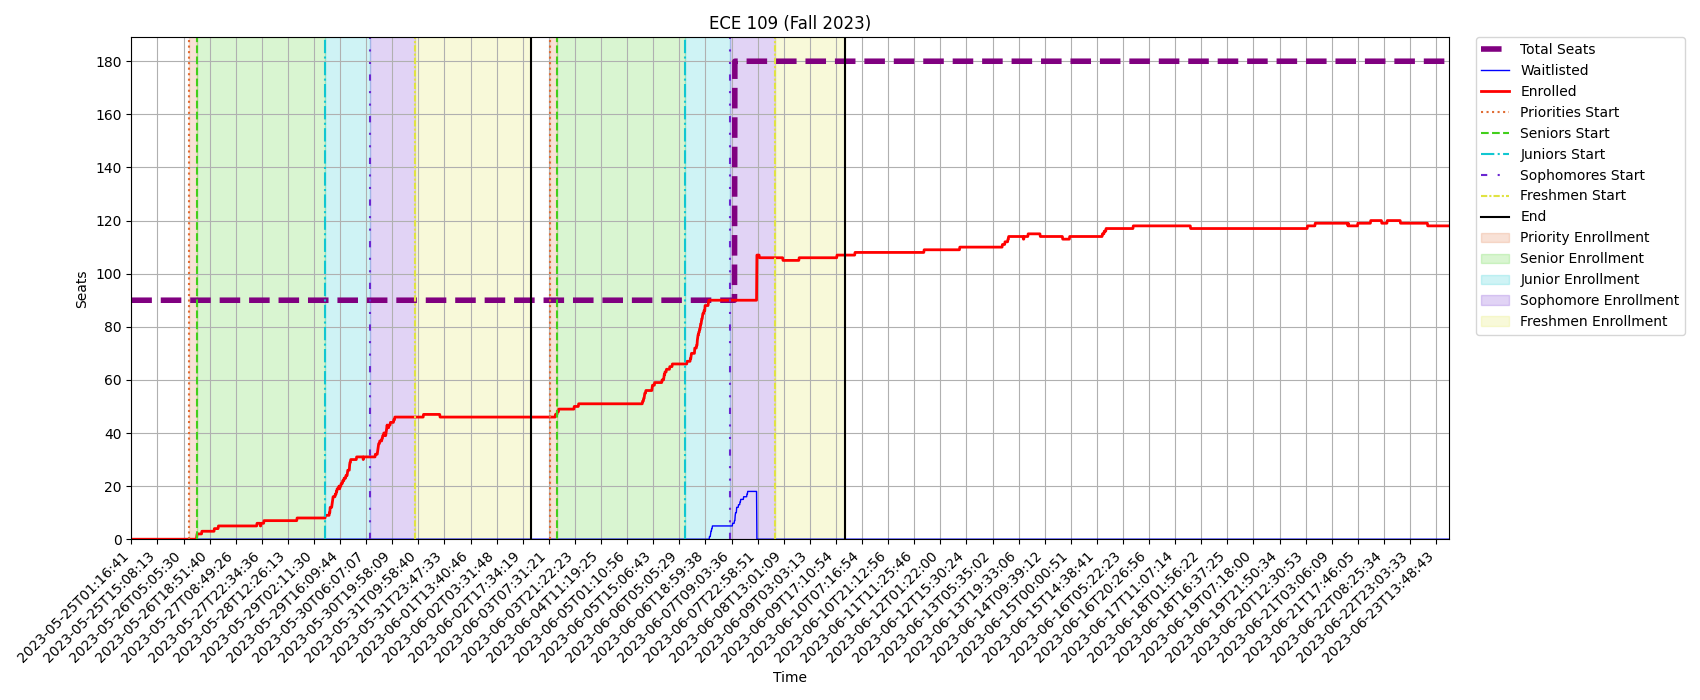 ECE 109 (Fall 2023)
Seats
180
160
140
120
100
80
60
40
20
0
2023-05-25T01:16:41
2023-05-25T15:08:13
2023-05-26T05:05:30
2023-05-26T18:51:40
2023-05-27T08:49:26
2023-05-27T22:34:36
2023-05-28T12:26:13
2023-05-29T02:11:30
2023-05-29T16:09:44
2023-05-30T06:07:07
2023-05-30T19:58:09
2023-05-31T09:58:40
2023-05-31T23:47:33
2023-06-01T13:40:46
2023-06-02T03:31:48
2023-06-02T17:34:19
2023-06-03T07:31:21
2023-06-03T21:22:23
2023-06-04T11:19:25
2023-06-05T01:10:56
2023-06-05T15:06:43
2023-06-06T05:05:29
2023-06-06T18:59:38
2023-06-07T09:03:36
2023-06-07T22:58:51
2023-06-08T13:01:09
2023-06-09T03:03:13
2023-06-09T17:10:54
2023-06-10T07:16:54
2023-06-10T21:12:56
2023-06-11T11:25:46
2023-06-12T01:22:00
2023-06-12T15:30:24
2023-06-13T05:35:02
2023-06-13T19:33:06
2023-06-14T09:39:12
2023-06-15T00:00:51
2023-06-15T14:38:41
2023-06-16T05:22:23
2023-06-16T20:26:56
2023-06-17T11:07:14
2023-06-18T01:56:22
2023-06-18T16:37:25
2023-06-19T07:18:00
2023-06-19T21:50:34
2023-06-20T12:30:53
2023-06-21T03:06:09
2023-06-21T17:46:05
2023-06-22T08:25:34
2023-06-22T23:03:33
2023-06-23T13:48:43
Time
Total Seats
Waitlisted
Enrolled
Priorities Start
Seniors Start
Juniors Start
Sophomores Start
Freshmen Start
End
Priority Enrollment
Senior Enrollment
Junior Enrollment
Sophomore Enrollment
Freshmen Enrollment